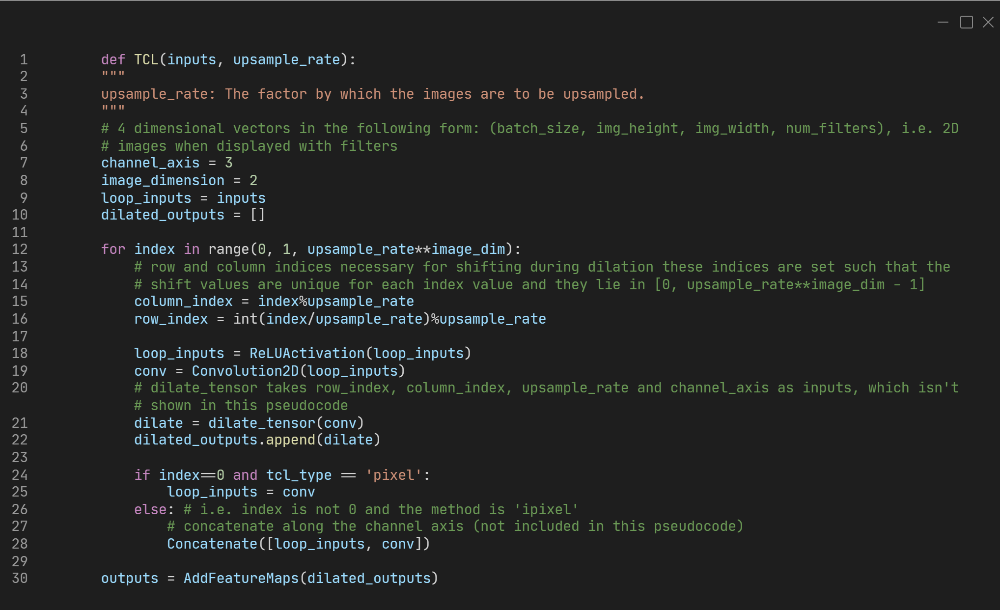 1 def TCL(inputs, upsample_rate):
2 """
3 upsample_rate: The factor by which the images are to be upsampled.
4 """
5 # 4 dimensional vectors in the following form: (batch_size, img_height, img_width, num_filters), i.e. 2D
6 # images when displayed with filters
7 channel_axis = 3
8 image_dimension = 2
9 loop_inputs = inputs
10 dilated_outputs = []
11
12 for index in range(0, 1, upsample_rate**image_dim):
13 # row and column indices necessary for shifting during dilation these indices are set such that the
14 # shift values are unique for each index value and they lie in [0, upsample_rate**image_dim - 1]
15 column_index = index%upsample_rate
16 row_index = int(index/upsample_rate)%upsample_rate
17
18 loop_inputs = ReLUActivation(loop_inputs)
19 conv = Convolution2D(loop_inputs)
20 # dilate_tensor takes row_index, column_index, upsample_rate and channel_axis as inputs, which isn't
# shown in this pseudocode
21 dilate = dilate_tensor(conv)
22 dilated_outputs.append(dilate)
23
24 if index==0 and tcl_type == 'pixel':
25 loop_inputs = conv
26 else: # i.e. index is not 0 and the method is 'ipixel'
27 # concatenate along the channel axis (not included in this pseudocode)
28 Concatenate([loop_inputs, conv])
29
30 outputs = AddFeatureMaps(dilated_outputs)